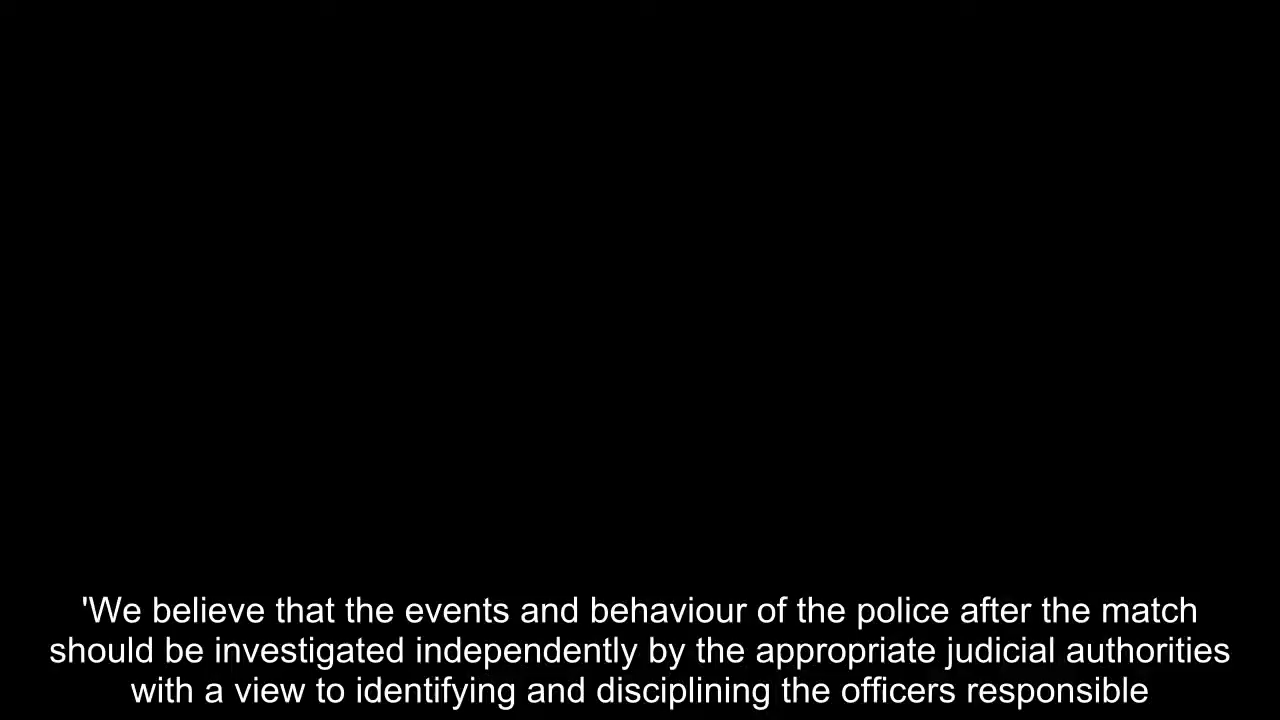 'We believe that the events and behaviour of the police after the match
should be investigated independently by the appropriate judicial authorities
with a view to identifying and disciplining the officers responsible